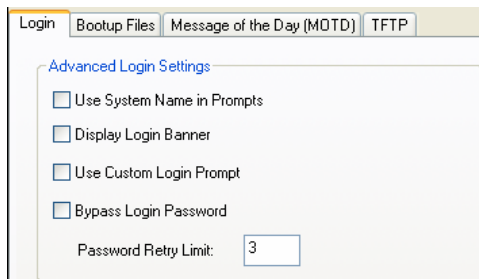 Login Bootup Files Message of the Day (MOTD) TFTP
Advanced Login Settings
Use System Name in Prompts
Display Login Banner
Use Custom Login Prompt
Bypass Login Password
Password Retry Limit: 3